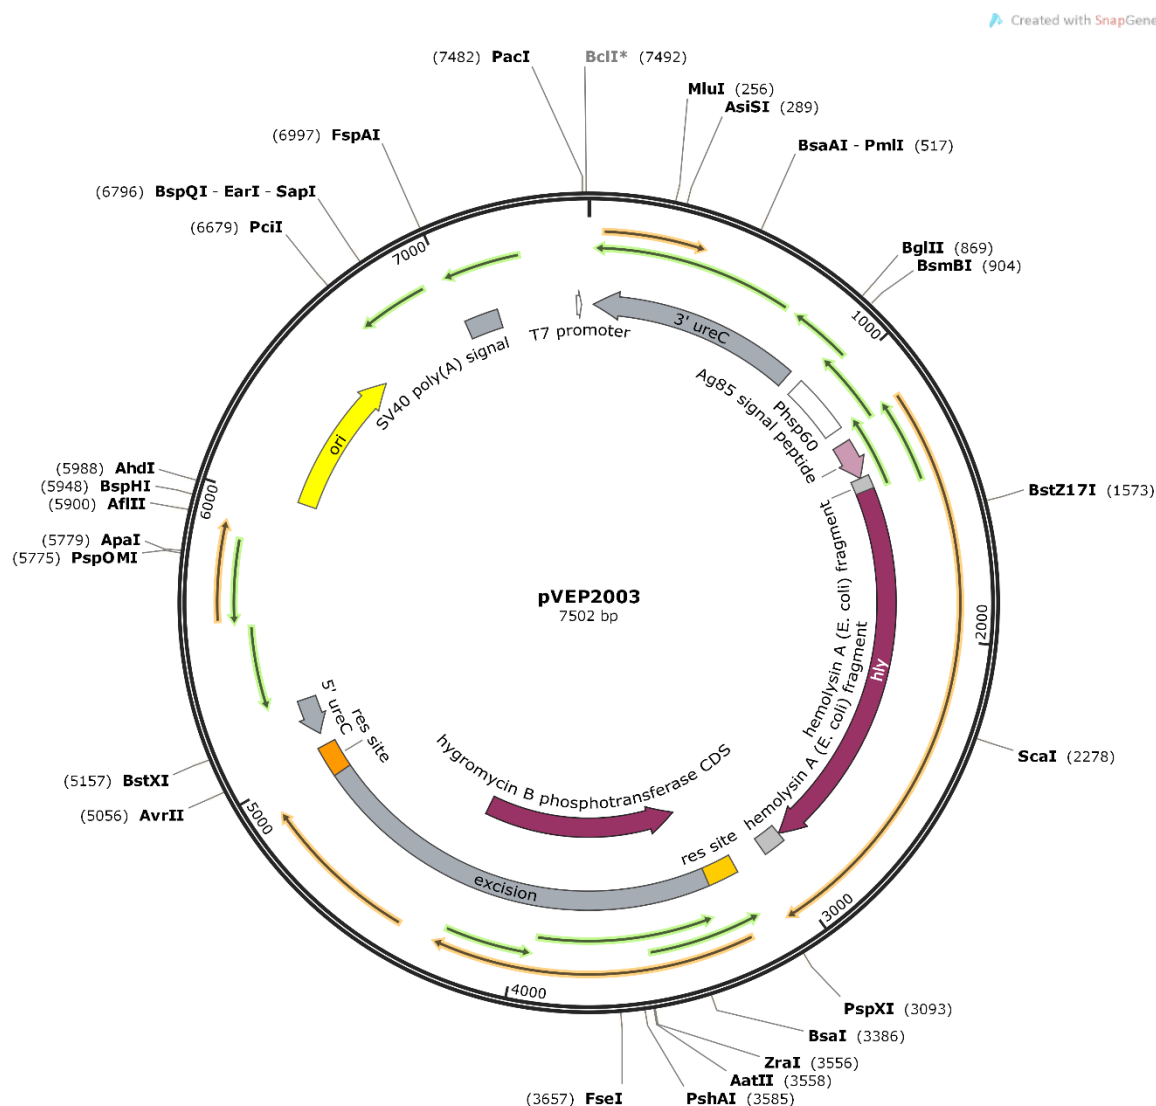 Created with SnapGene
(7482) PacI
BclI* (7492)
MluI (256)
AsiSI (289)
(6997) FspAI
BsaAI - PmlI (517)
(6796) BspQI - EarI - SapI
(6679) PciI
BglII (869)
BsmBI (904)
7000
1000
T7 promoter
3' ureC
SV40 poly(A) signal
Ag85 signal peptide
Phsp60
ori
(5988) AhdI
(5948) BspHI
(5900) AflII
6000
BstZ17I (1573)
(5779) ApaI
(5775) PspOMI
pVEP2003
7502 bp
hemolysin A (E. coli) fragment
2000
hly
hemolysin A (E. coli) fragment
5' ureC
res site
ScaI (2278)
hygromycin B phosphotransferase CDS
(5157) BstXI
(5056) AvrII
5000
res site
excision
3000
4000
PspXI (3093)
BsaI (3386)
ZraI (3556)
AatII (3558)
(3657) FseI
PshAI (3585)